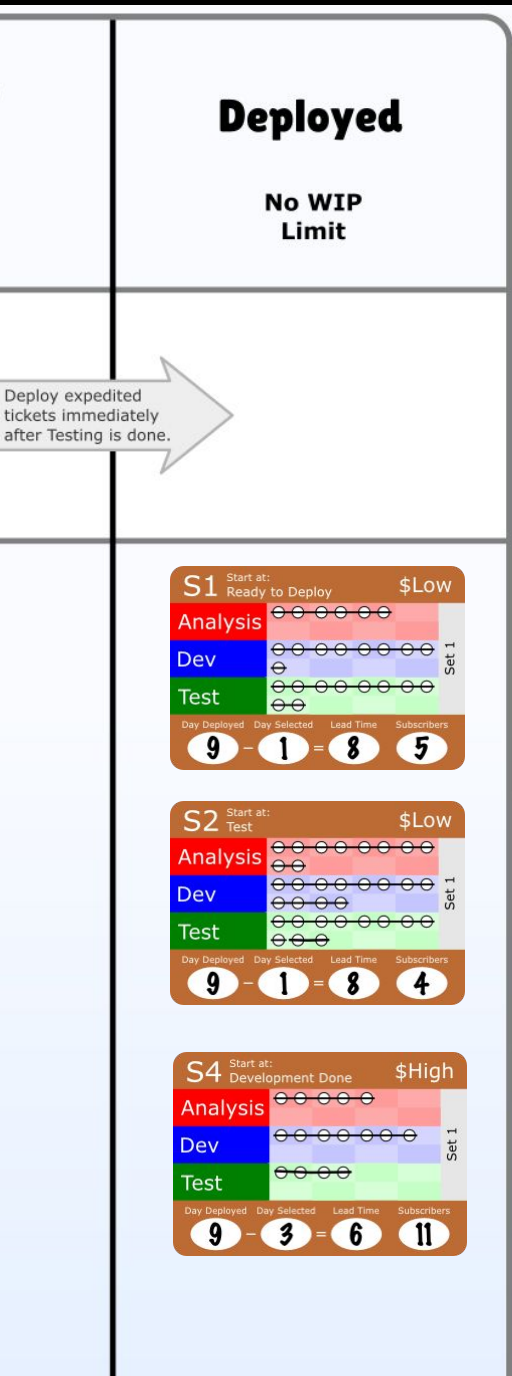 Deployed
No WIP
Limit
Deploy expedited
tickets immediately
after Testing is done.
S1 Start at: $Low
Ready to Deploy
Analysis
Dev
Test
Set 1
Day Deployed Day Selected Lead Time Subscribers
9 - 1 = 8 5
S2 Start at: $Low
Test
Analysis
Dev
Test
Set 1
Day Deployed Day Selected Lead Time Subscribers
9 - 1 = 8 4
S4 Start at: $High
Development Done
Analysis
Dev
Test
Set 1
Day Deployed Day Selected Lead Time Subscribers
9 - 3 = 6 11